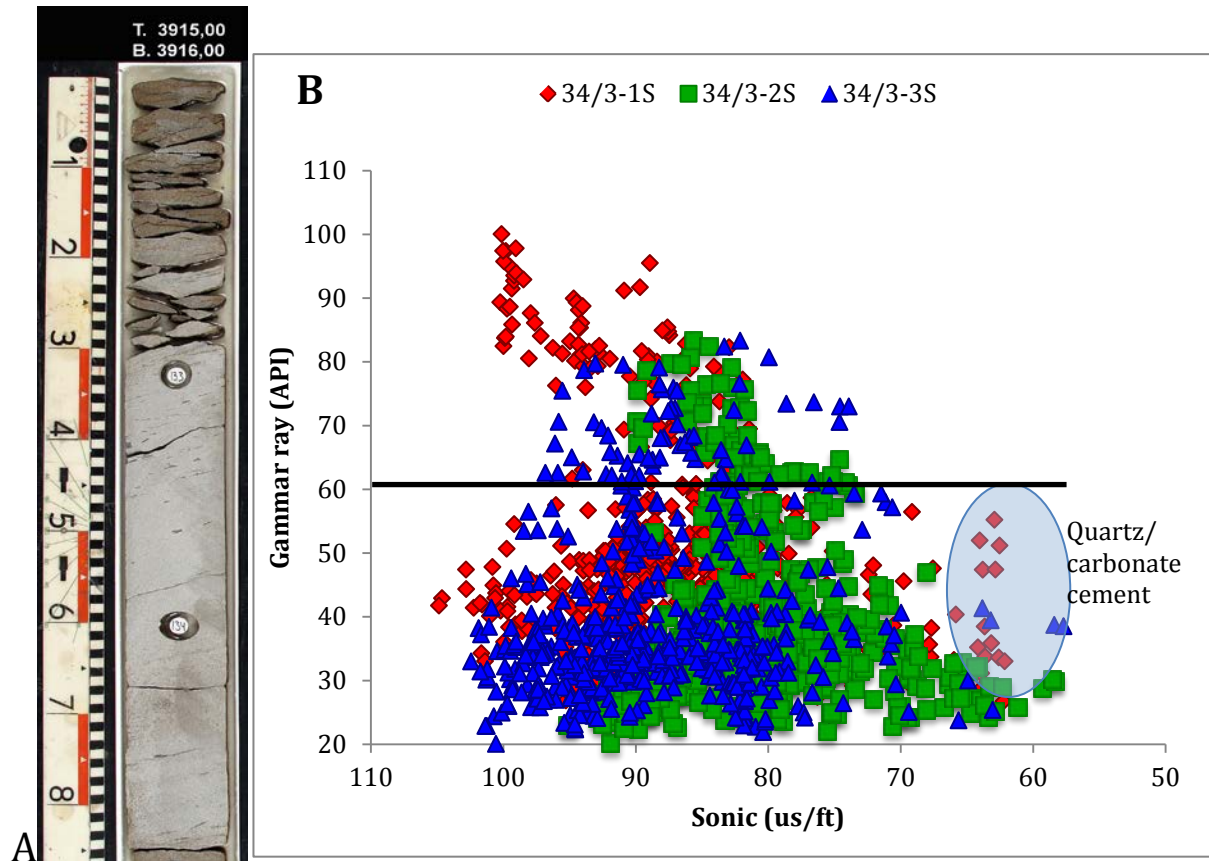 T. 3915,00
B. 3916,00
1
2
3
4
5
6
7
8
133
134
A
B
34/3-1S 34/3-2S 34/3-3S
110
100
90
80
70
60
50
40
30
20
Gammar ray (API)
110 100 90 80 70 60 50
Sonic (us/ft)
Quartz/
carbonate
cement